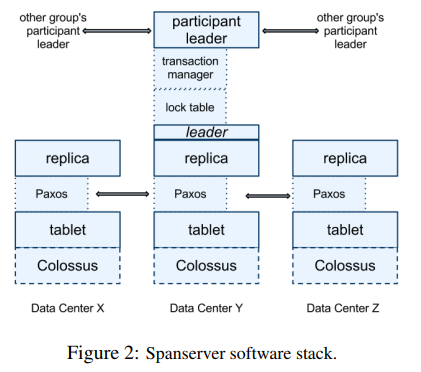 other group's
participant
leader
participant
leader
other group's
participant
leader
transaction
manager
lock table
leader
replica
replica
replica
Paxos
Paxos
Paxos
tablet
tablet
tablet
Colossus
Colossus
Colossus
Data Center X
Data Center Y
Data Center Z
Figure 2: Spanserver software stack.